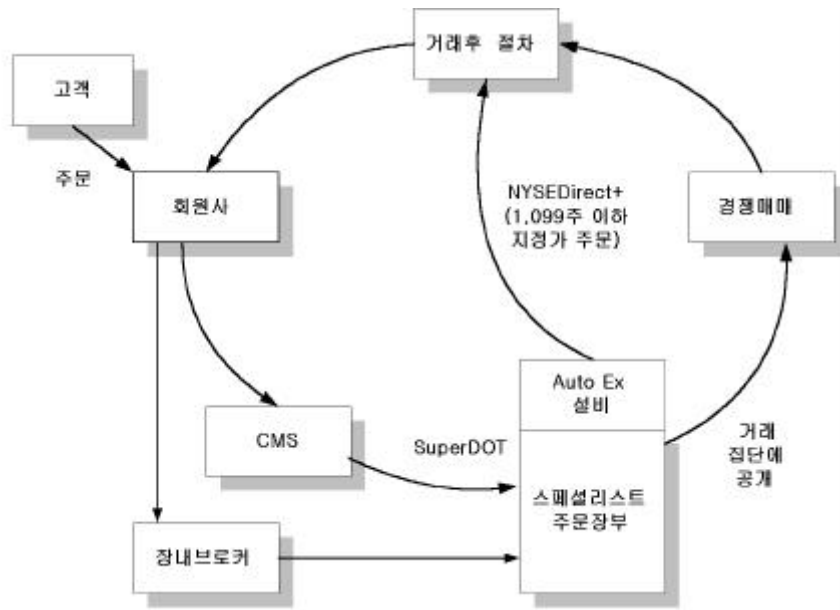 거래후 절차
고객
주문
회원사
NYSEDirect+
(1,099주 이하
지정가 주문)
경쟁매매
Auto Ex
설비
CMS
SuperDOT
거래
집단에
공개
스페셜리스트
주문장부
장내브로커